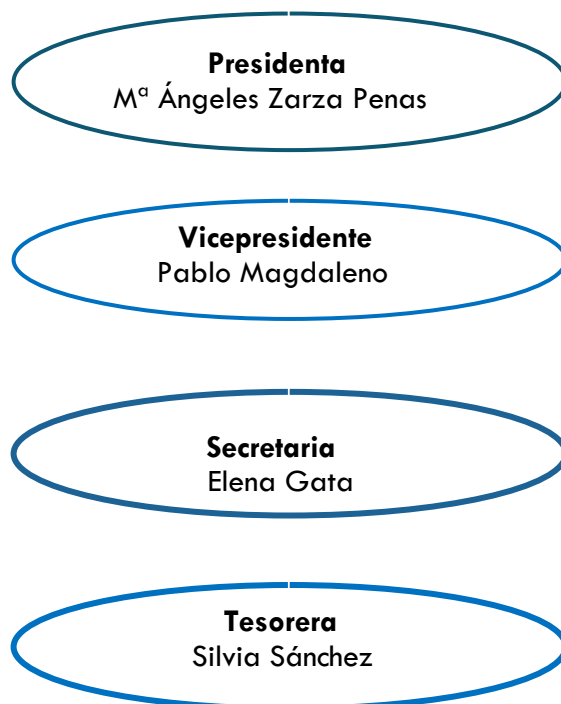 Presidenta
Mª Ángeles Zarza Penas
Vicepresidente
Pablo Magdaleno
Secretaria
Elena Gata
Tesorera
Silvia Sánchez